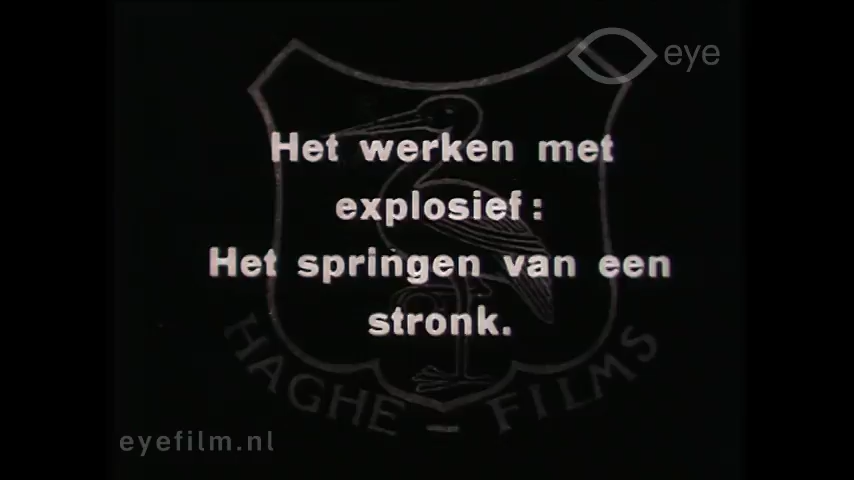 eye
Het werken met
explosief:
Het springen van een
stronk.
HAGHE - FILMS
eyefilm.nl